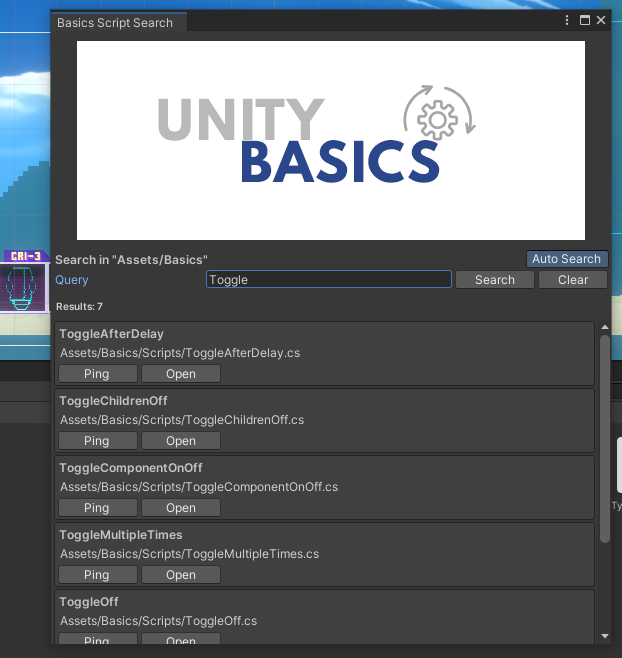 Basics Script Search
UNITY
BASICS
CRI-3
Search in "Assets/Basics"
Auto Search
Query
Toggle
Search
Clear
Results: 7
ToggleAfterDelay
Assets/Basics/Scripts/ToggleAfterDelay.cs
Ping
Open
ToggleChildrenOff
Assets/Basics/Scripts/ToggleChildrenOff.cs
Ping
Open
ToggleComponentOnOff
Assets/Basics/Scripts/ToggleComponentOnOff.cs
Ping
Open
ToggleMultipleTimes
Assets/Basics/Scripts/ToggleMultipleTimes.cs
Ping
Open
ToggleOff
Assets/Basics/Scripts/ToggleOff.cs
Ping
Open
Ty